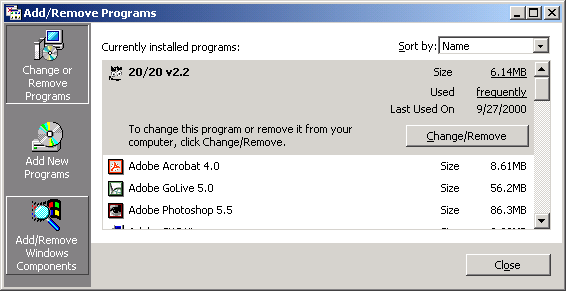 Add/Remove Programs
Change or
Remove
Programs
Add New
Programs
Add/Remove
Windows
Components
Currently installed programs:
Sort by: Name
20/20 v2.2
Size 6.14MB
Used frequently
Last Used On 9/27/2000
To change this program or remove it from your
computer, click Change/Remove.
Change/Remove
Adobe Acrobat 4.0 Size 8.61MB
Adobe GoLive 5.0 Size 56.2MB
Adobe Photoshop 5.5 Size 86.3MB
Close